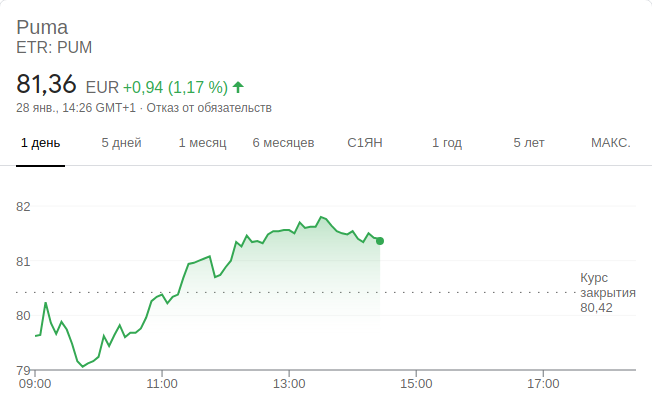 Puma
ETR: PUM
81,36 EUR +0,94 (1,17 %)
28 янв., 14:26 GMT+1 · Отказ от обязательств
1 день 5 дней 1 месяц 6 месяцев С1ЯН 1 год 5 лет МАКС.
82
81
80
79
Курс
закрытия
80,42
09:00 11:00 13:00 15:00 17:00